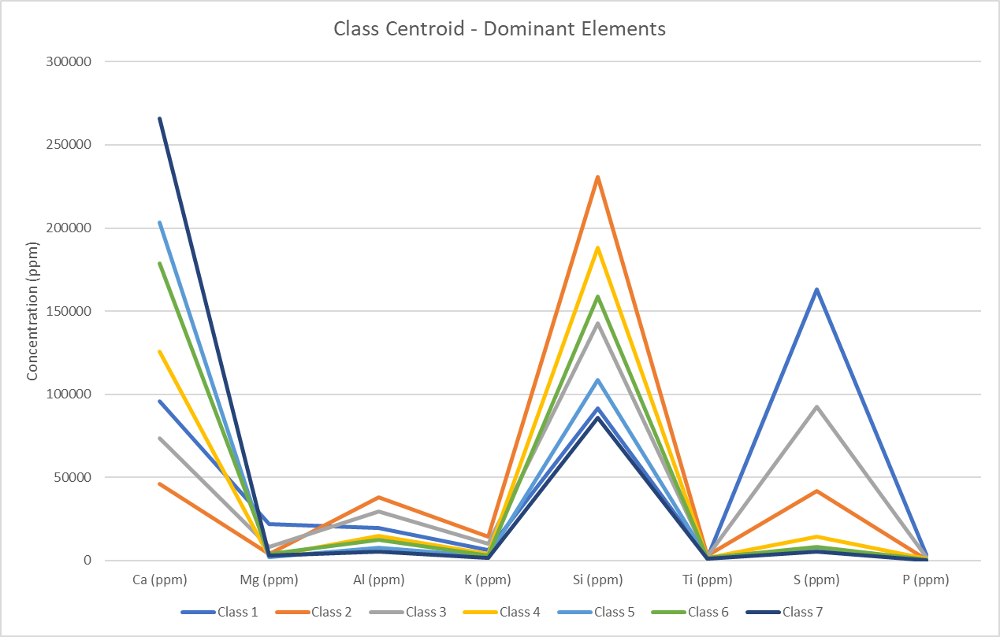 Class Centroid - Dominant Elements
300000
250000
200000
150000
100000
50000
0
Concentration (ppm)
Ca (ppm) Mg (ppm) Al (ppm) K (ppm) Si (ppm) Ti (ppm) S (ppm) P (ppm)
Class 1 Class 2 Class 3 Class 4 Class 5 Class 6 Class 7